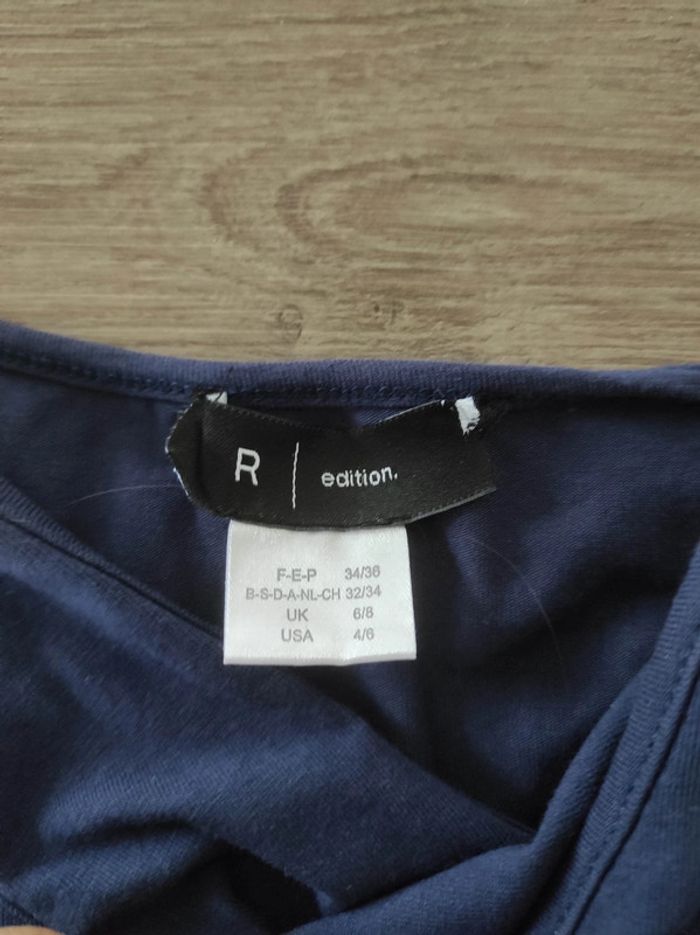 R | edition.
F-E-P 34/36
B-S-D-A-NL-CH 32/34
UK 6/8
USA 4/6